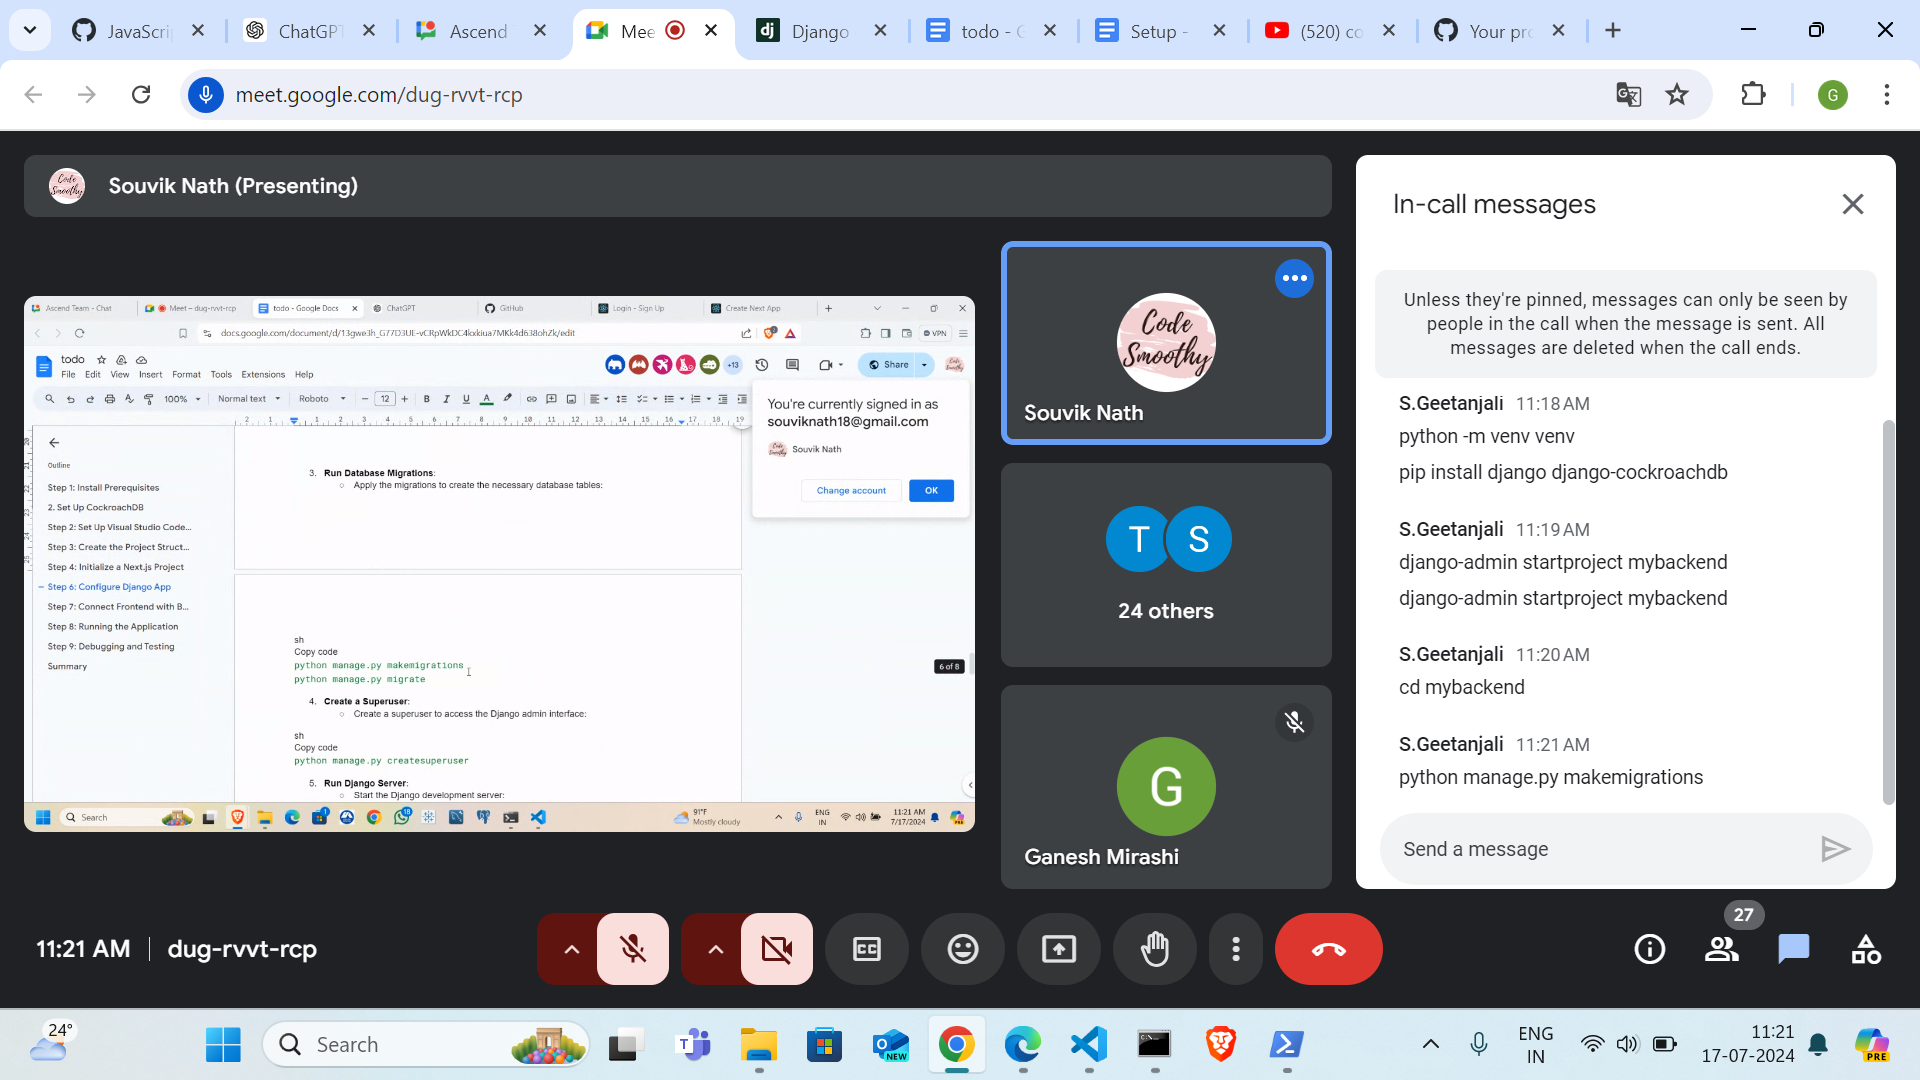 JavaScri
ChatGPT
Ascend
Mee
Django
todo - G
Setup -
(520) co
Your pro
meet.google.com/dug-rvvt-rcp
G
Code Smoothy
Souvik Nath (Presenting)
Ascend Team - Chat
Meet – dug-rvvt-rcp
todo - Google Docs
ChatGPT
GitHub
Login - Sign Up
Create Next App
VPN
todo
File Edit View Insert Format Tools Extensions Help
+13
Share
100%
Normal text
Roboto
12
B I U A
You're currently signed in as
souviknath18@gmail.com
Souvik Nath
Change account
OK
Outline
Step 1: Install Prerequisites
2. Set Up CockroachDB
Step 2: Set Up Visual Studio Code...
Step 3: Create the Project Struct...
Step 4: Initialize a Next.js Project
Step 6: Configure Django App
Step 7: Connect Frontend with B...
Step 8: Running the Application
Step 9: Debugging and Testing
Summary
3. Run Database Migrations:
Apply the migrations to create the necessary database tables:
sh
Copy code
python manage.py makemigrations
python manage.py migrate
4. Create a Superuser:
Create a superuser to access the Django admin interface:
sh
Copy code
python manage.py createsuperuser
5. Run Django Server:
Start the Django development server:
6 of 8
Search
91°F
Mostly cloudy
ENG
IN
11:21 AM
7/17/2024
Code
Smoothy
Souvik Nath
T S
24 others
G
Ganesh Mirashi
In-call messages
Unless they're pinned, messages can only be seen by
people in the call when the message is sent. All
messages are deleted when the call ends.
S.Geetanjali 11:18 AM
python -m venv venv
pip install django django-cockroachdb
S.Geetanjali 11:19 AM
django-admin startproject mybackend
django-admin startproject mybackend
S.Geetanjali 11:20 AM
cd mybackend
S.Geetanjali 11:21 AM
python manage.py makemigrations
Send a message
11:21 AM
dug-rvvt-rcp
CC
27
24°
Search
NEW
ENG
IN
11:21
17-07-2024
PRE